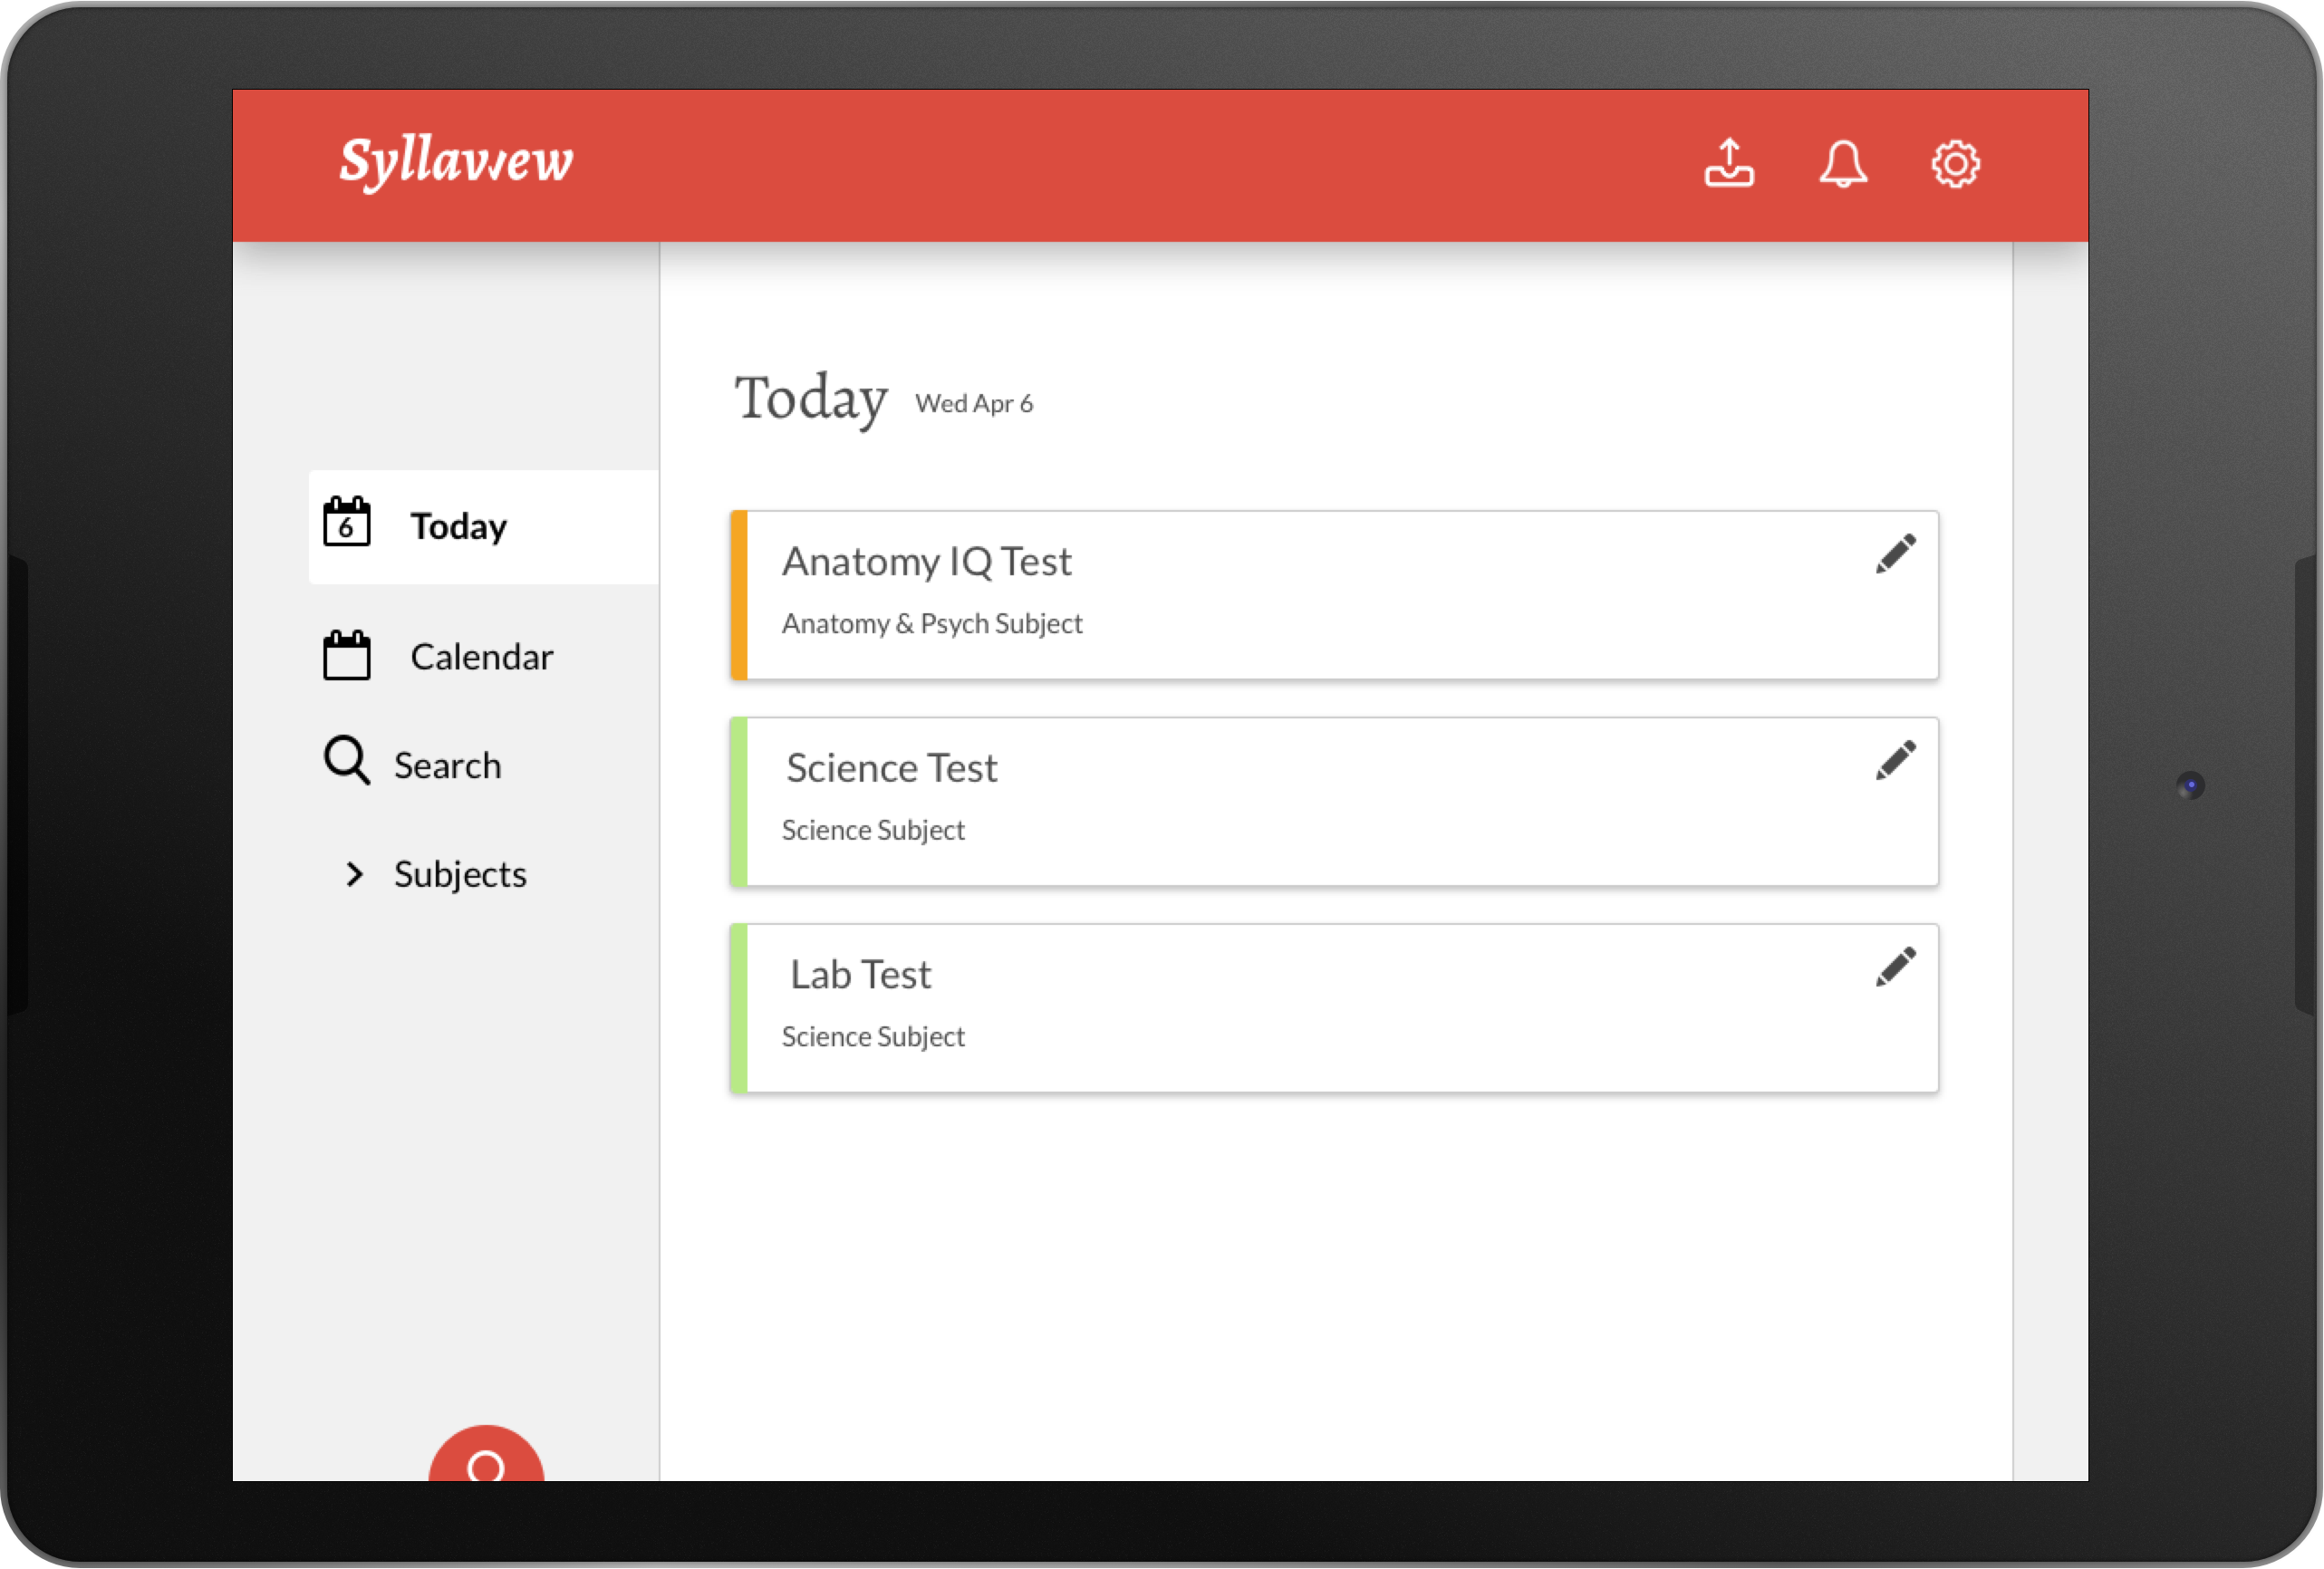 Syllawew
Today Wed Apr 6
6 Today
Calendar
Search
Subjects
Anatomy IQ Test
Anatomy & Psych Subject
Science Test
Science Subject
Lab Test
Science Subject